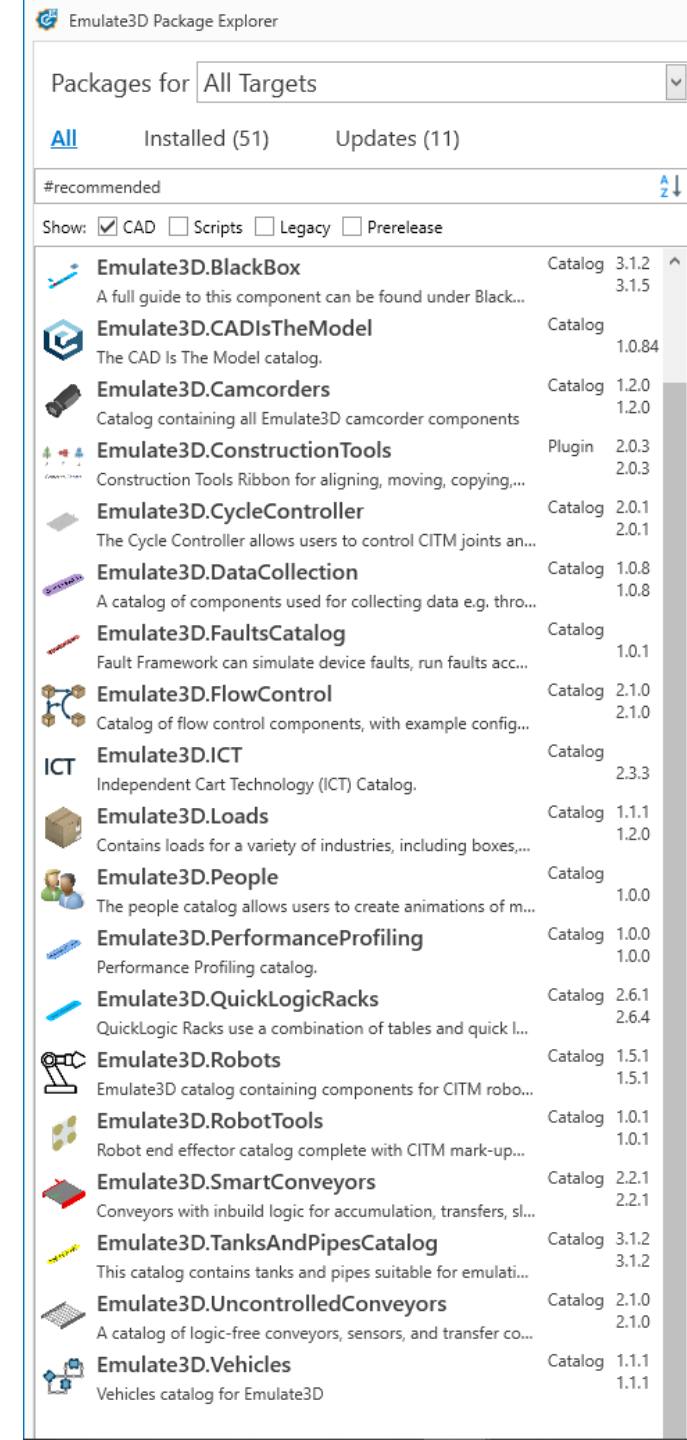 Emulate3D Package Explorer
Packages for All Targets
All Installed (51) Updates (11)
#recommended
Show: CAD Scripts Legacy Prerelease
Emulate3D.BlackBox Catalog 3.1.2
A full guide to this component can be found under Black... 3.1.5
Emulate3D.CADIsTheModel Catalog
The CAD Is The Model catalog. 1.0.84
Emulate3D.Camcorders Catalog 1.2.0
Catalog containing all Emulate3D camcorder components 1.2.0
Emulate3D.ConstructionTools Plugin 2.0.3
Construction Tools Ribbon for aligning, moving, copying,... 2.0.3
Emulate3D.CycleController Catalog 2.0.1
The Cycle Controller allows users to control CITM joints an... 2.0.1
Emulate3D.DataCollection Catalog 1.0.8
A catalog of components used for collecting data e.g. thro... 1.0.8
Emulate3D.FaultsCatalog Catalog
Fault Framework can simulate device faults, run faults acc... 1.0.1
Emulate3D.FlowControl Catalog 2.1.0
Catalog of flow control components, with example config... 2.1.0
ICT Emulate3D.ICT Catalog
Independent Cart Technology (ICT) Catalog. 2.3.3
Emulate3D.Loads Catalog 1.1.1
Contains loads for a variety of industries, including boxes,... 1.2.0
Emulate3D.People Catalog
The people catalog allows users to create animations of m... 1.0.0
Emulate3D.PerformanceProfiling Catalog 1.0.0
Performance Profiling catalog. 1.0.0
Emulate3D.QuickLogicRacks Catalog 2.6.1
QuickLogic Racks use a combination of tables and quick l... 2.6.4
Emulate3D.Robots Catalog 1.5.1
Emulate3D catalog containing components for CITM robo... 1.5.1
Emulate3D.RobotTools Catalog 1.0.1
Robot end effector catalog complete with CITM mark-up... 1.0.1
Emulate3D.SmartConveyors Catalog 2.2.1
Conveyors with inbuild logic for accumulation, transfers, sl... 2.2.1
Emulate3D.TanksAndPipesCatalog Catalog 3.1.2
This catalog contains tanks and pipes suitable for emulati... 3.1.2
Emulate3D.UncontrolledConveyors Catalog 2.1.0
A catalog of logic-free conveyors, sensors, and transfer co... 2.1.0
Emulate3D.Vehicles Catalog 1.1.1
Vehicles catalog for Emulate3D 1.1.1